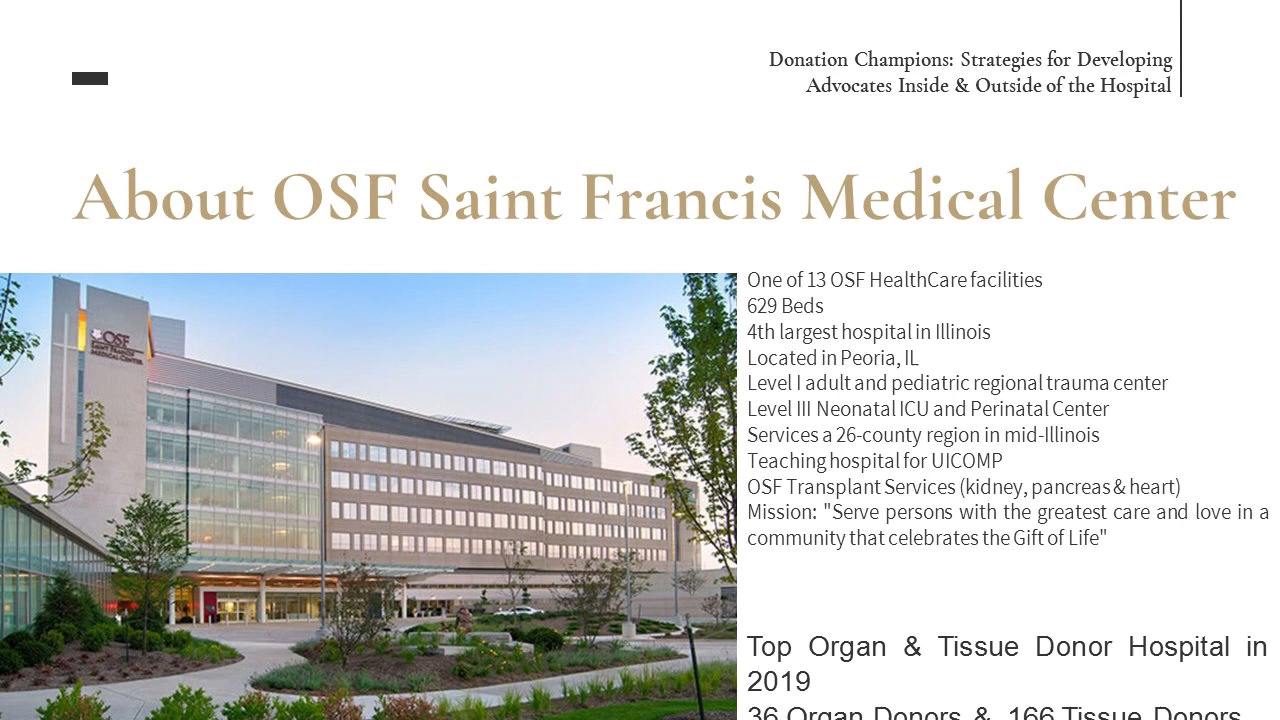 Donation Champions: Strategies for Developing
Advocates Inside & Outside of the Hospital
About OSF Saint Francis Medical Center
OSF
SAINT FRANCIS
MEDICAL CENTER
One of 13 OSF HealthCare facilities
629 Beds
4th largest hospital in Illinois
Located in Peoria, IL
Level I adult and pediatric regional trauma center
Level III Neonatal ICU and Perinatal Center
Services a 26-county region in mid-Illinois
Teaching hospital for UICOMP
OSF Transplant Services (kidney, pancreas & heart)
Mission: "Serve persons with the greatest care and love in a
community that celebrates the Gift of Life"
Top Organ & Tissue Donor Hospital in
2019
36 Organ Donors & 166 Tissue Donors